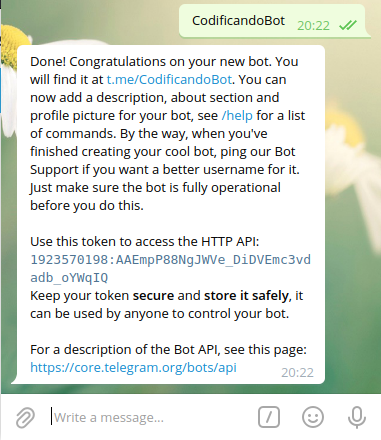 CodificandoBot 20:22
Done! Congratulations on your new bot. You
will find it at t.me/CodificandoBot. You can
now add a description, about section and
profile picture for your bot, see /help for a list
of commands. By the way, when you've
finished creating your cool bot, ping our Bot
Support if you want a better username for it.
Just make sure the bot is fully operational
before you do this.
Use this token to access the HTTP API:
1923570198:AAEmpP88NgJWVe_DiDVEmc3vd
adb_oYWqIQ
Keep your token secure and store it safely, it
can be used by anyone to control your bot.
For a description of the Bot API, see this page:
https://core.telegram.org/bots/api 20:22
Write a message...